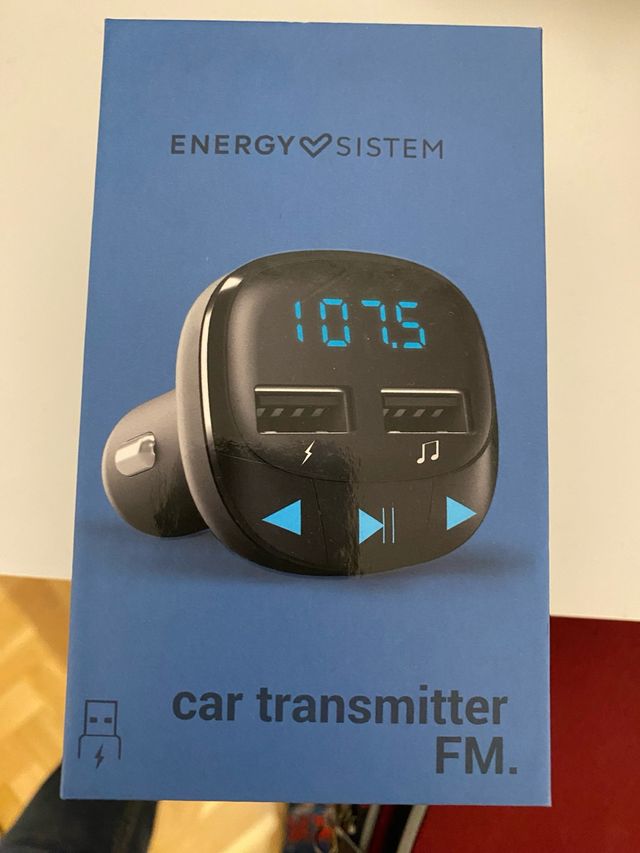 ENERGY SISTEM
107.5
car transmitter
FM.